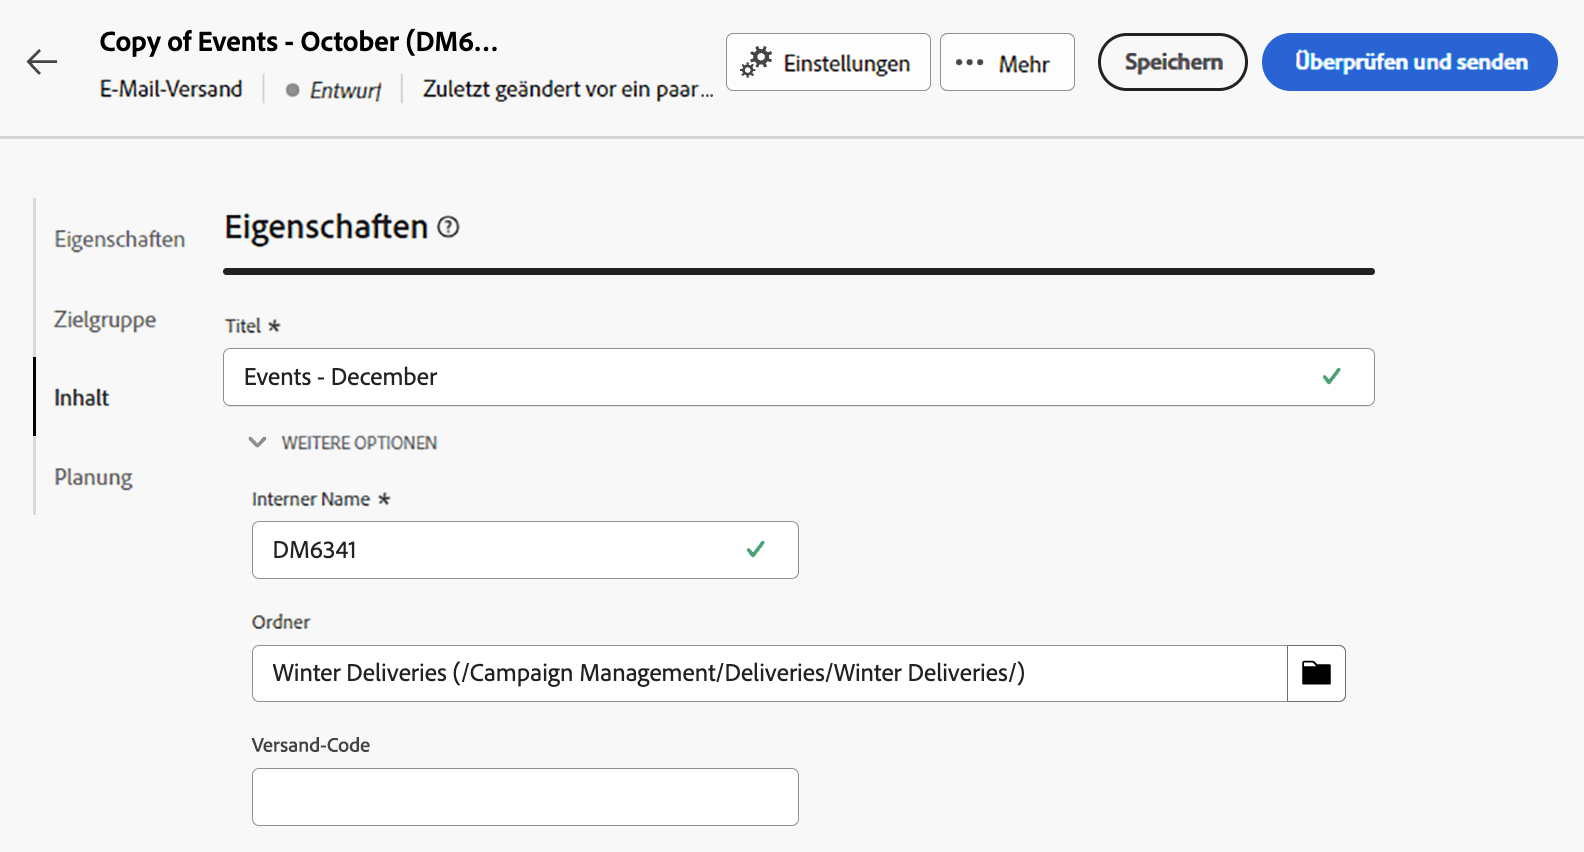 Copy of Events - October (DM6...
E-Mail-Versand
Entwurf
Zuletzt geändert vor ein paar...
Einstellungen
Mehr
Speichern
Überprüfen und senden
Eigenschaften
Zielgruppe
Inhalt
Planung
Eigenschaften
Titel *
Events - December
WEITERE OPTIONEN
Interner Name *
DM6341
Ordner
Winter Deliveries (/Campaign Management/Deliveries/Winter Deliveries/)
Versand-Code